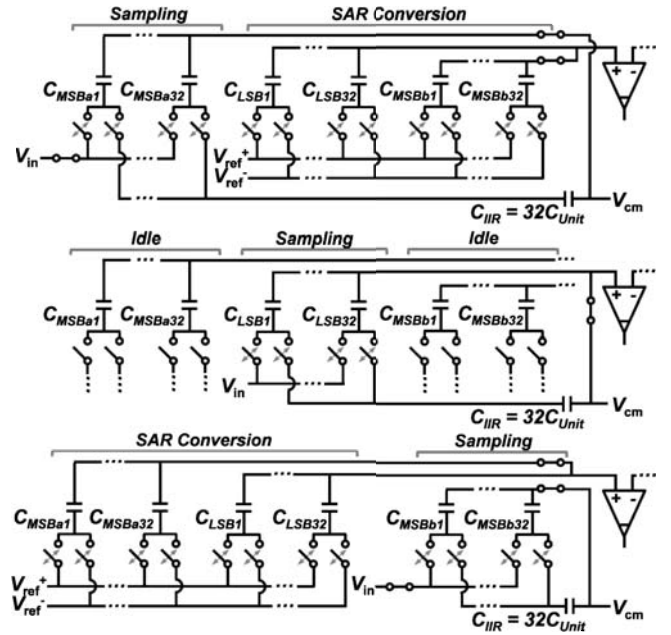 Sampling SAR Conversion
C_MSBa1 C_MSBa32 C_LSB1 C_LSB32 C_MSBb1 C_MSBb32
+ -
V_in V_ref^+
V_ref^-
C_IIR = 32C_Unit V_cm
Idle Sampling Idle
C_MSBa1 C_MSBa32 C_LSB1 C_LSB32 C_MSBb1 C_MSBb32
+ -
V_in
C_IIR = 32C_Unit V_cm
SAR Conversion Sampling
C_MSBa1 C_MSBa32 C_LSB1 C_LSB32 C_MSBb1 C_MSBb32
+ -
V_ref^+ V_in
V_ref^-
C_IIR = 32C_Unit V_cm